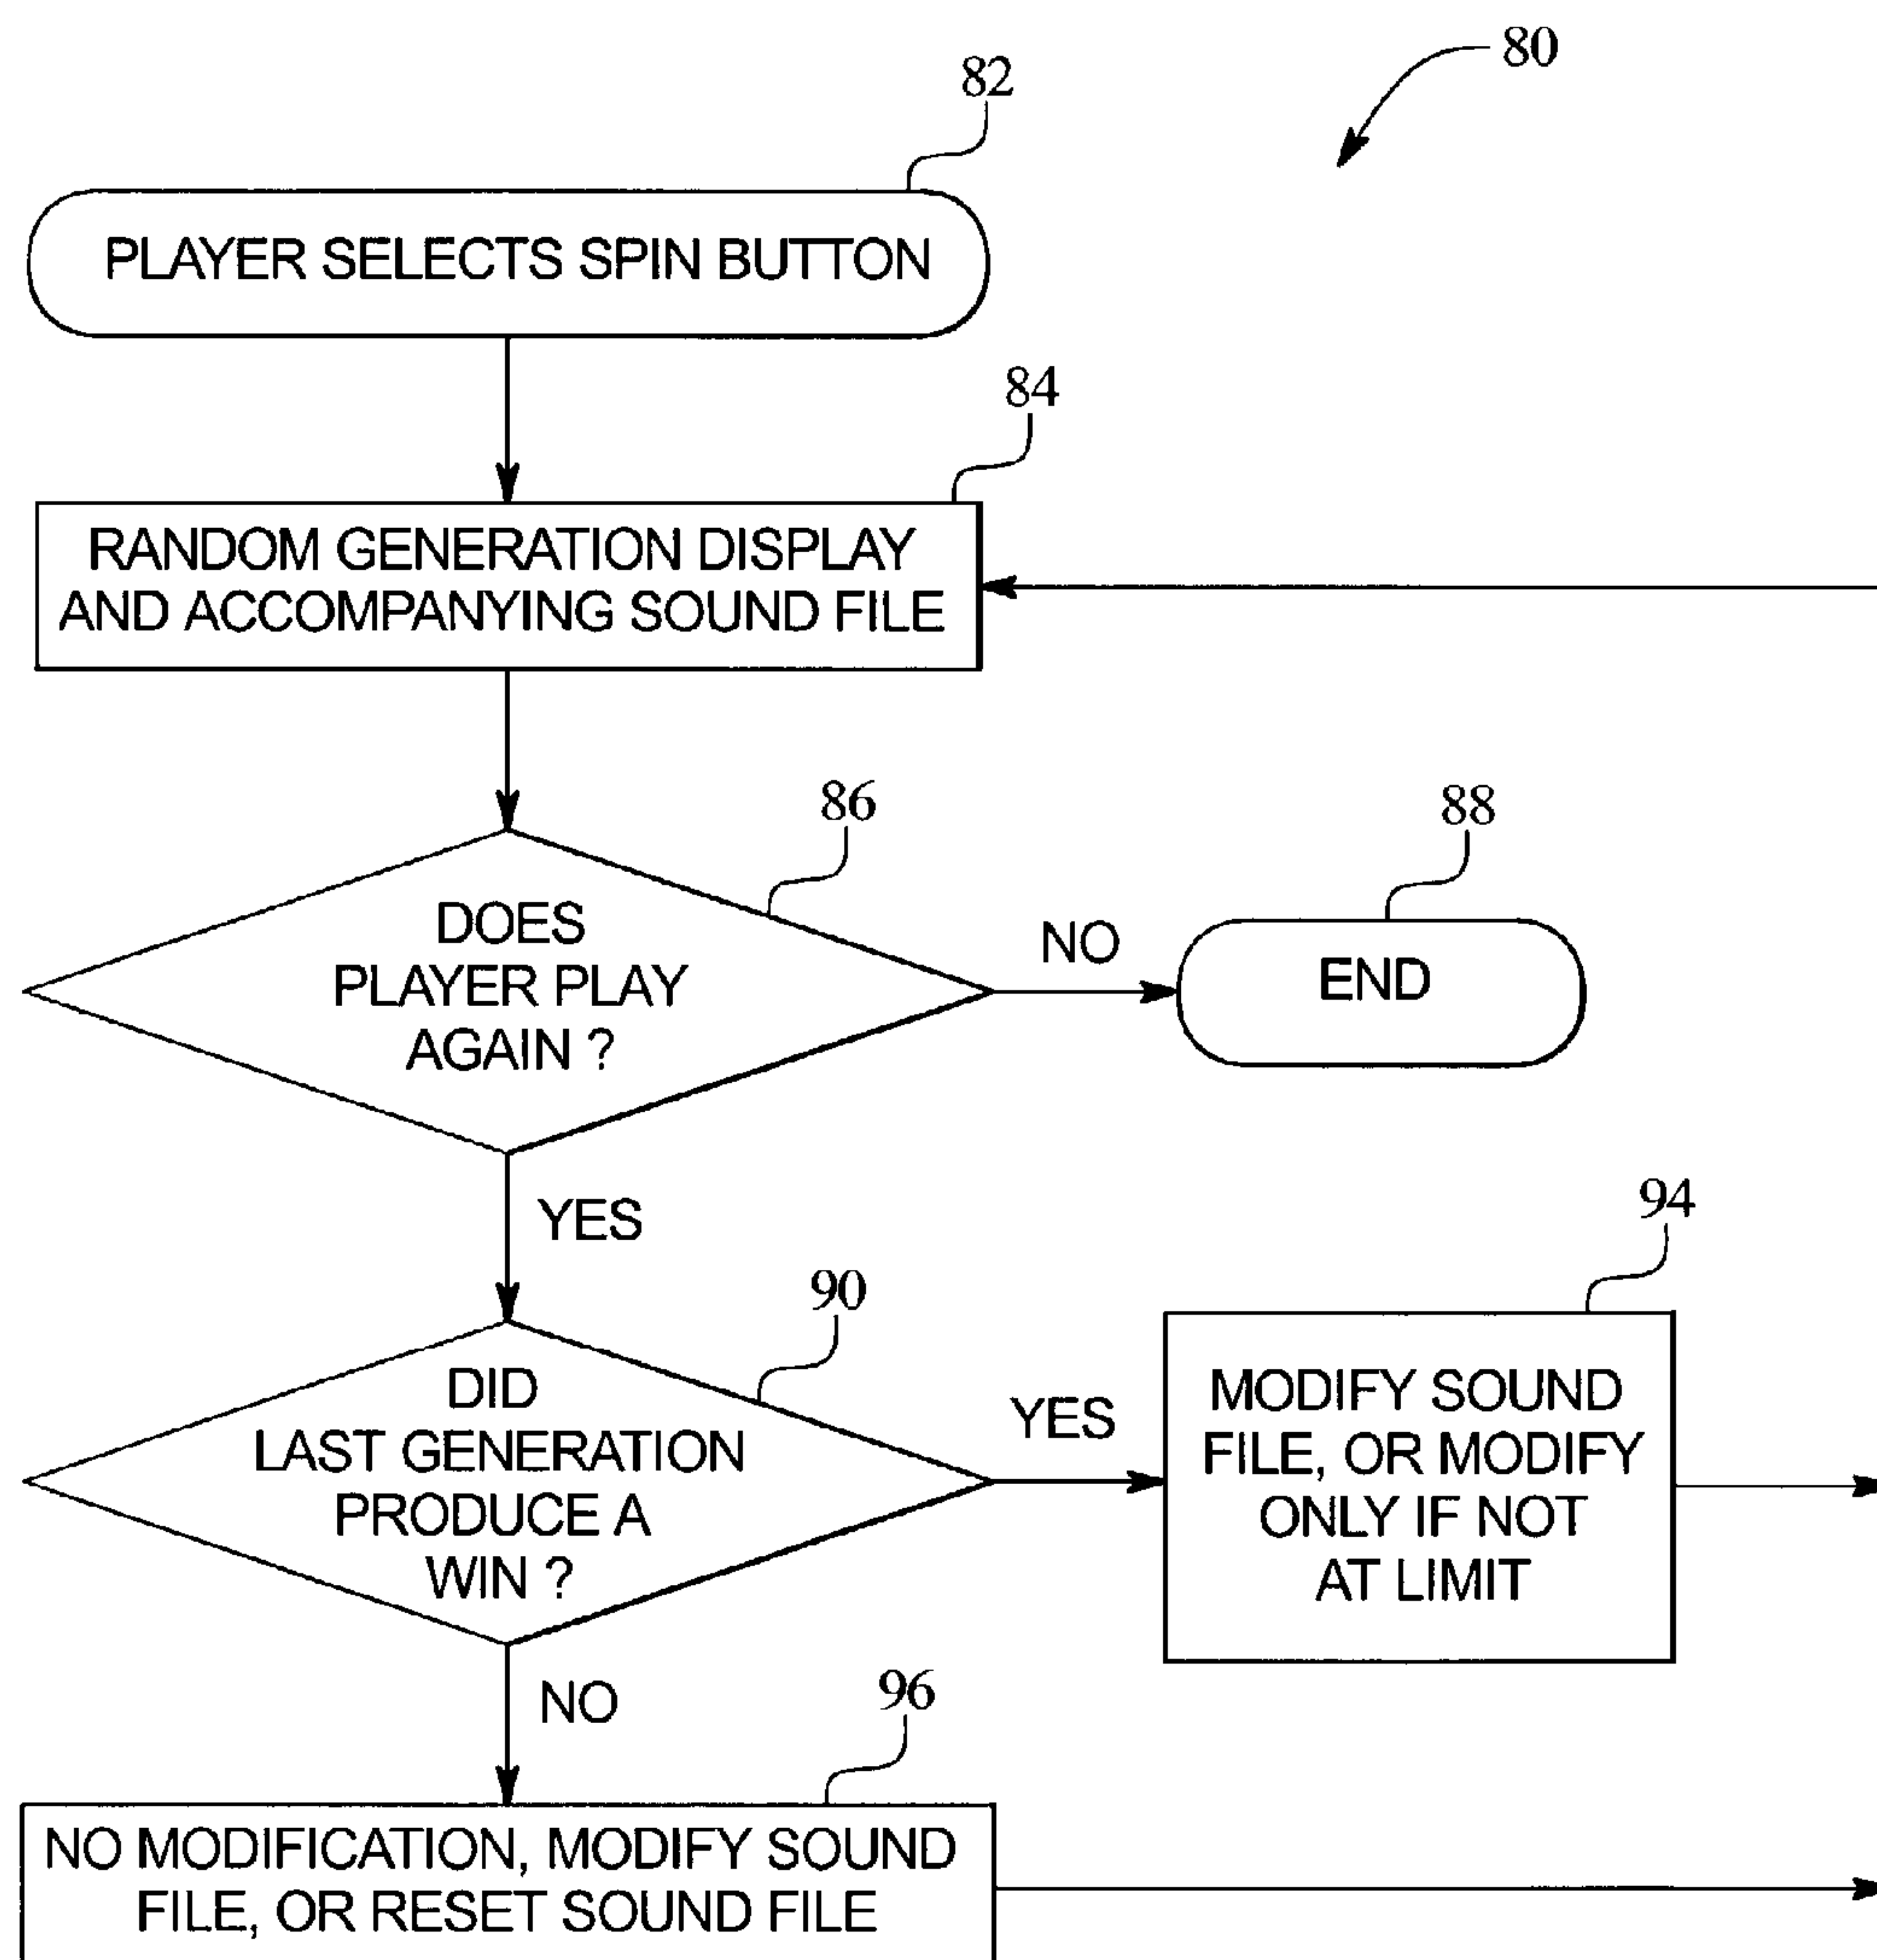 80
82
PLAYER SELECTS SPIN BUTTON
84
RANDOM GENERATION DISPLAY
AND ACCOMPANYING SOUND FILE
86
DOES
PLAYER PLAY
AGAIN ?
NO
88
END
YES
90
DID
LAST GENERATION
PRODUCE A
WIN ?
YES
94
MODIFY SOUND
FILE, OR MODIFY
ONLY IF NOT
AT LIMIT
NO
96
NO MODIFICATION, MODIFY SOUND
FILE, OR RESET SOUND FILE